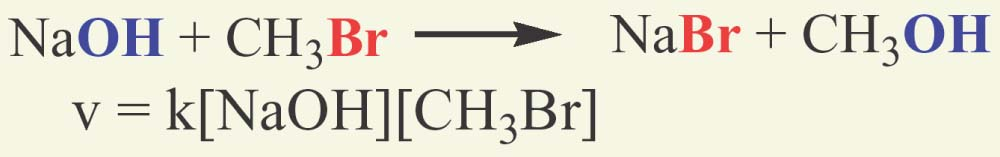 NaOH + CH₃Br ⟶ NaBr + CH₃OH
v = k[NaOH][CH₃Br]